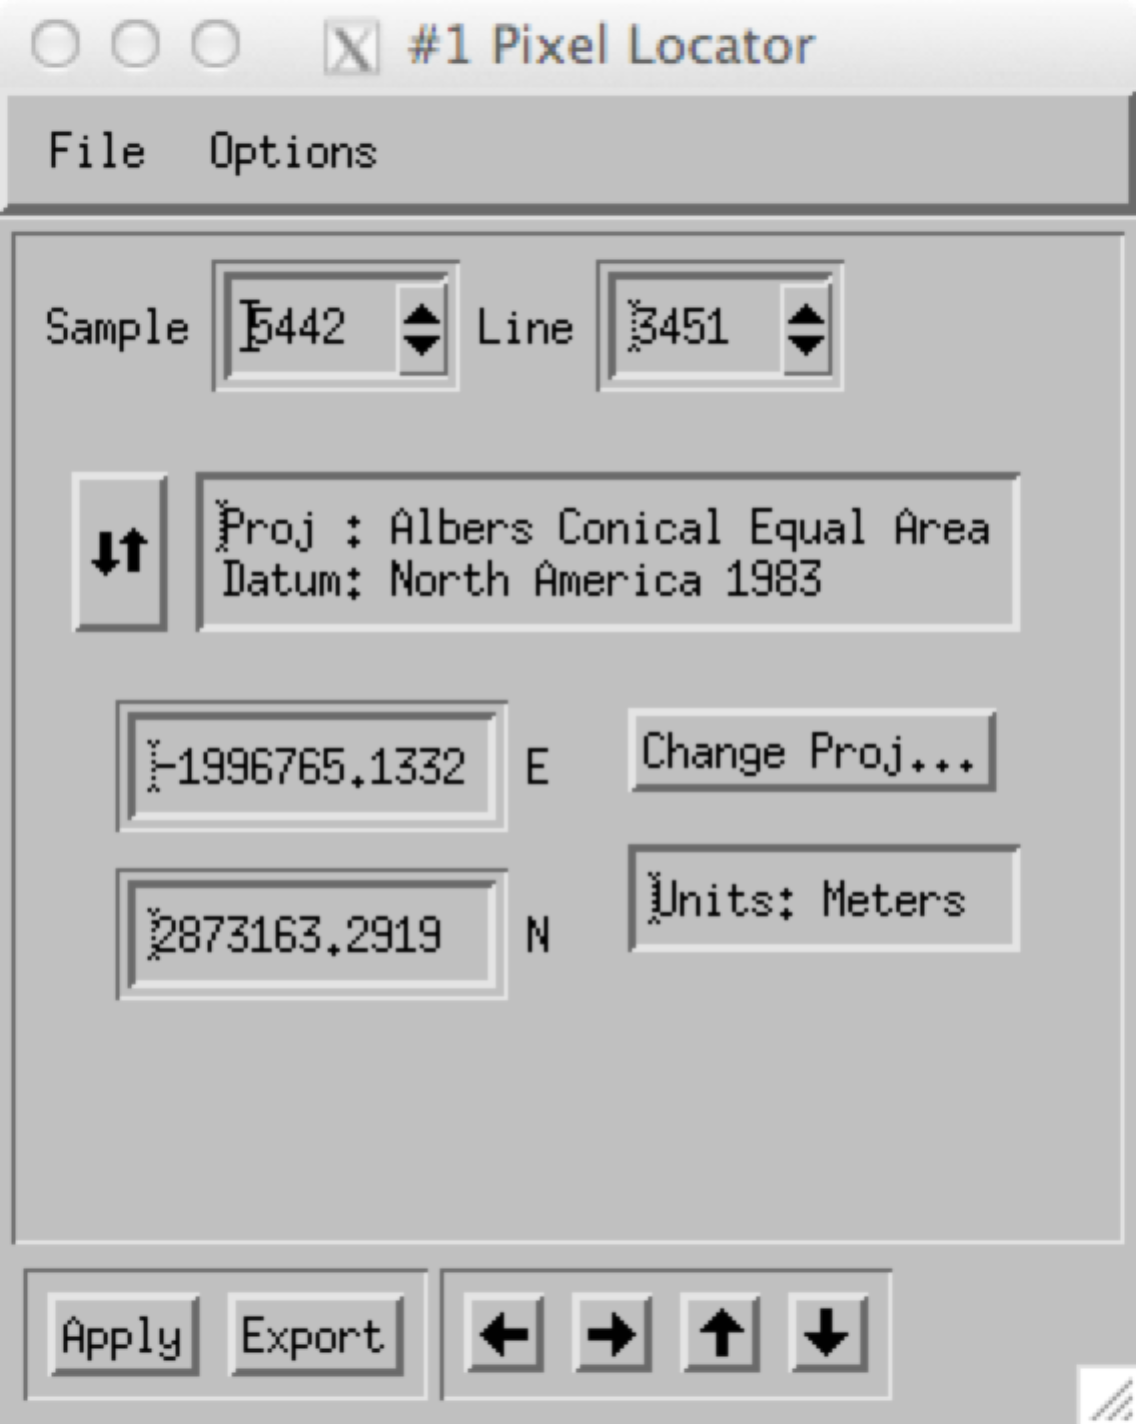 #1 Pixel Locator
File Options
Sample 5442 Line 3451
Proj : Albers Conical Equal Area
Datum: North America 1983
-1996765.1332 E
Change Proj...
2873163.2919 N
Units: Meters
Apply Export